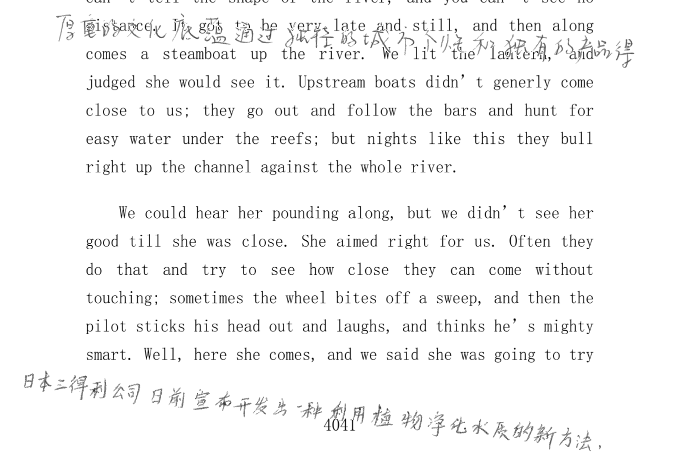 can't tell the shape of the river, and you can't see no
厚重的文化底蕴通过独特的城市个性和独有的产品得
distance. It got to be very late and still, and then along
comes a steamboat up the river. We lit the lantern, and
judged she would see it. Upstream boats didn't generly come
close to us; they go out and follow the bars and hunt for
easy water under the reefs; but nights like this they bull
right up the channel against the whole river.
We could hear her pounding along, but we didn't see her
good till she was close. She aimed right for us. Often they
do that and try to see how close they can come without
touching; sometimes the wheel bites off a sweep, and then the
pilot sticks his head out and laughs, and thinks he's mighty
smart. Well, here she comes, and we said she was going to try
日本三得利公司日前宣布开发出一种利用植物净化水质的新方法.
4041